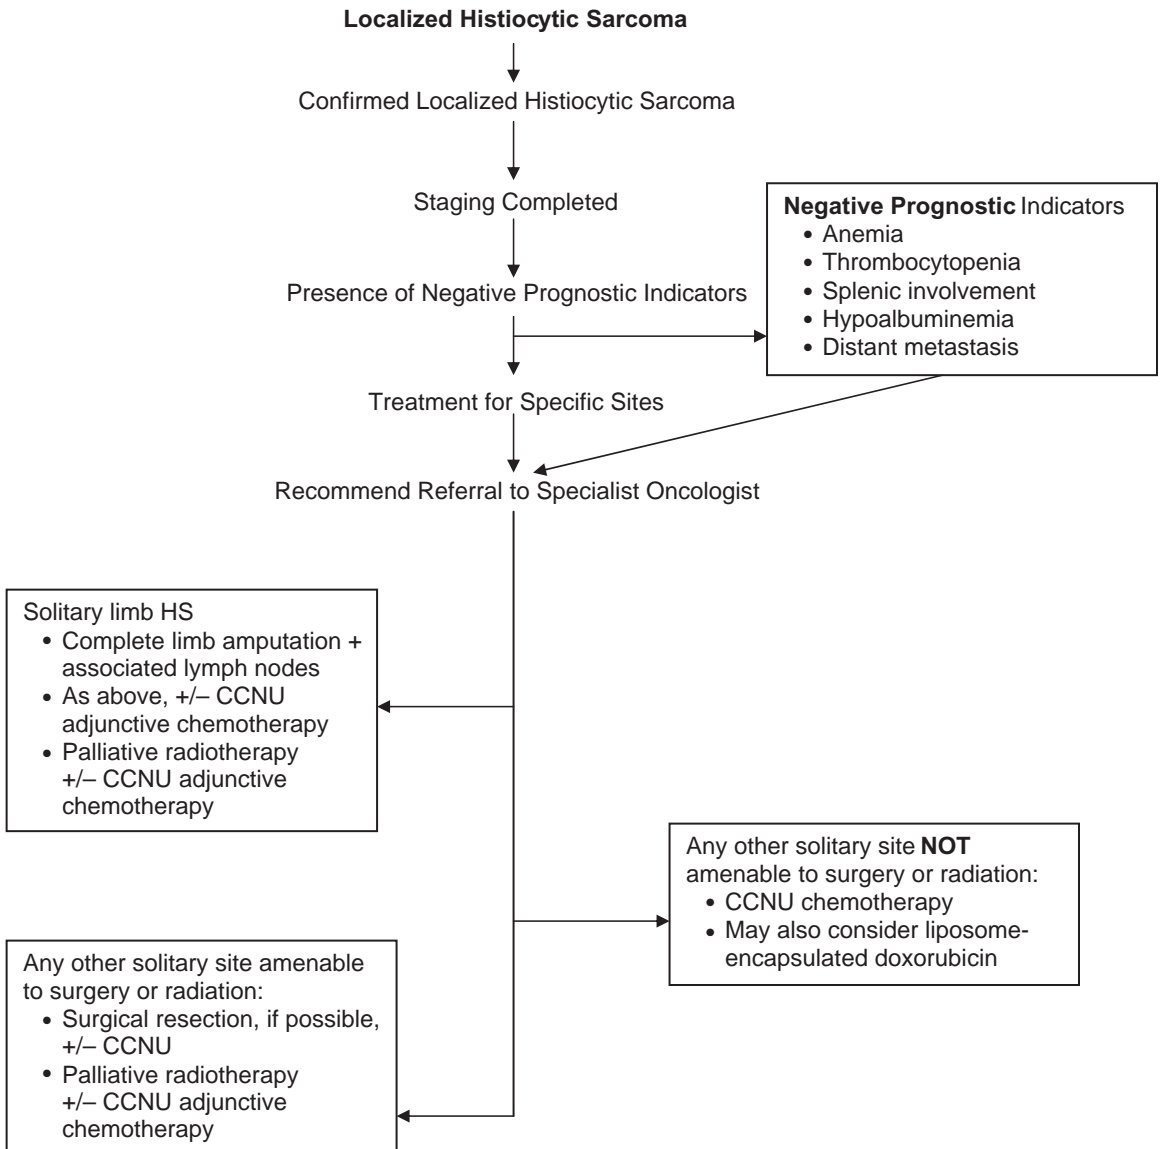 Localized Histiocytic Sarcoma
Confirmed Localized Histiocytic Sarcoma
Staging Completed
Presence of Negative Prognostic Indicators
Negative Prognostic Indicators
• Anemia
• Thrombocytopenia
• Splenic involvement
• Hypoalbuminemia
• Distant metastasis
Treatment for Specific Sites
Recommend Referral to Specialist Oncologist
Solitary limb HS
• Complete limb amputation +
associated lymph nodes
• As above, +/– CCNU
adjunctive chemotherapy
• Palliative radiotherapy
+/– CCNU adjunctive
chemotherapy
Any other solitary site NOT
amenable to surgery or radiation:
• CCNU chemotherapy
• May also consider liposome-
encapsulated doxorubicin
Any other solitary site amenable
to surgery or radiation:
• Surgical resection, if possible,
+/– CCNU
• Palliative radiotherapy
+/– CCNU adjunctive
chemotherapy